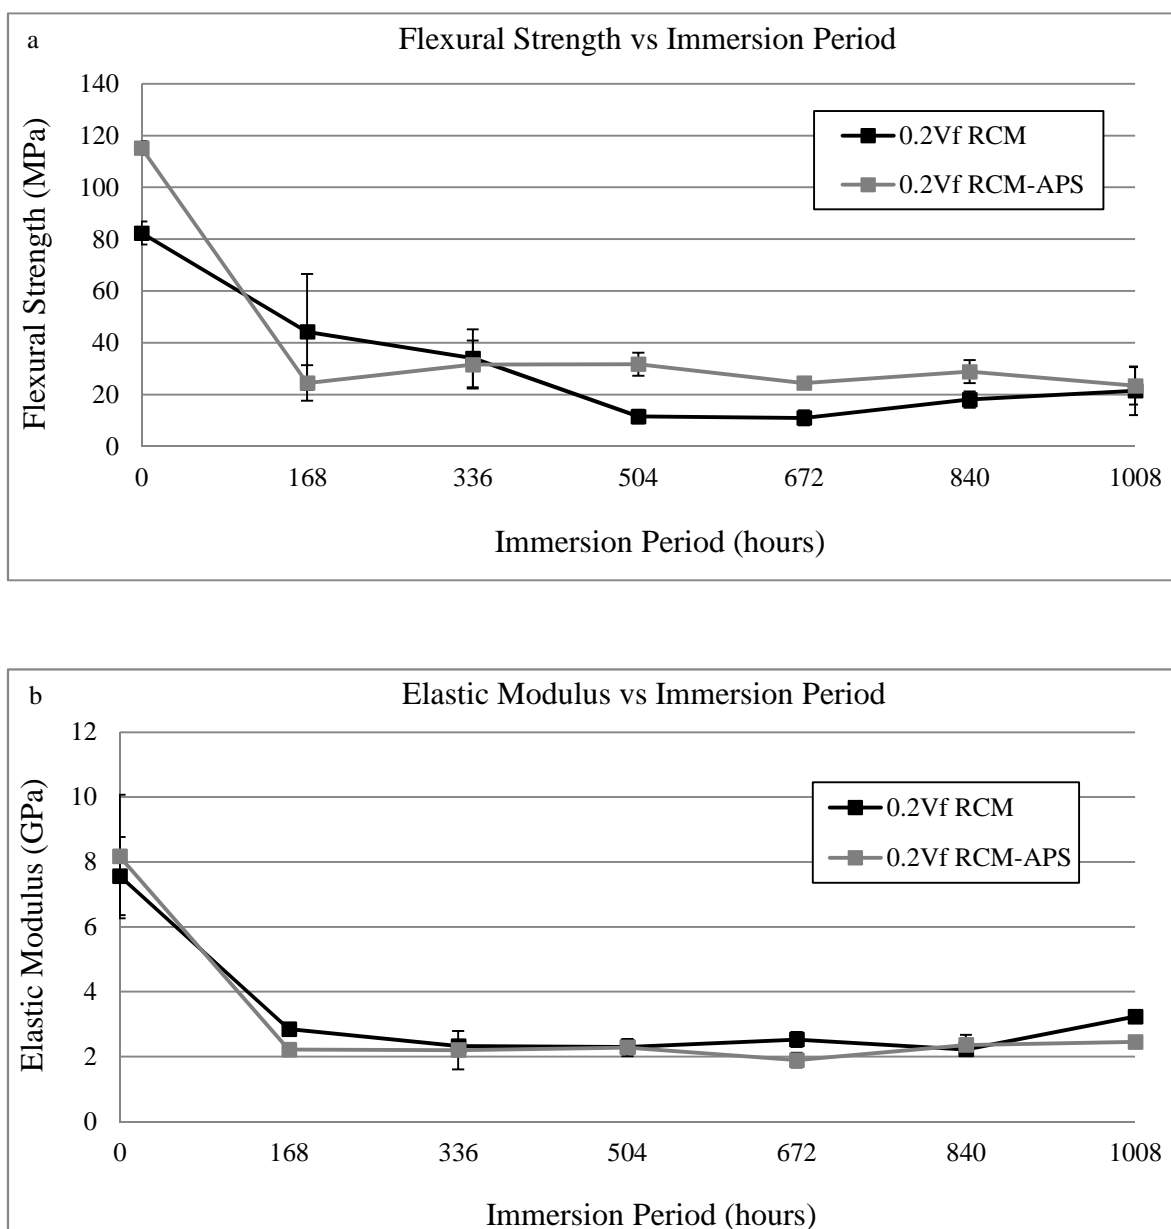 a
Flexural Strength vs Immersion Period
140
120
100
80
60
40
20
0
Flexural Strength (MPa)
0.2Vf RCM
0.2Vf RCM-APS
0 168 336 504 672 840 1008
Immersion Period (hours)
b
Elastic Modulus vs Immersion Period
12
10
8
6
4
2
0
Elastic Modulus (GPa)
0.2Vf RCM
0.2Vf RCM-APS
0 168 336 504 672 840 1008
Immersion Period (hours)